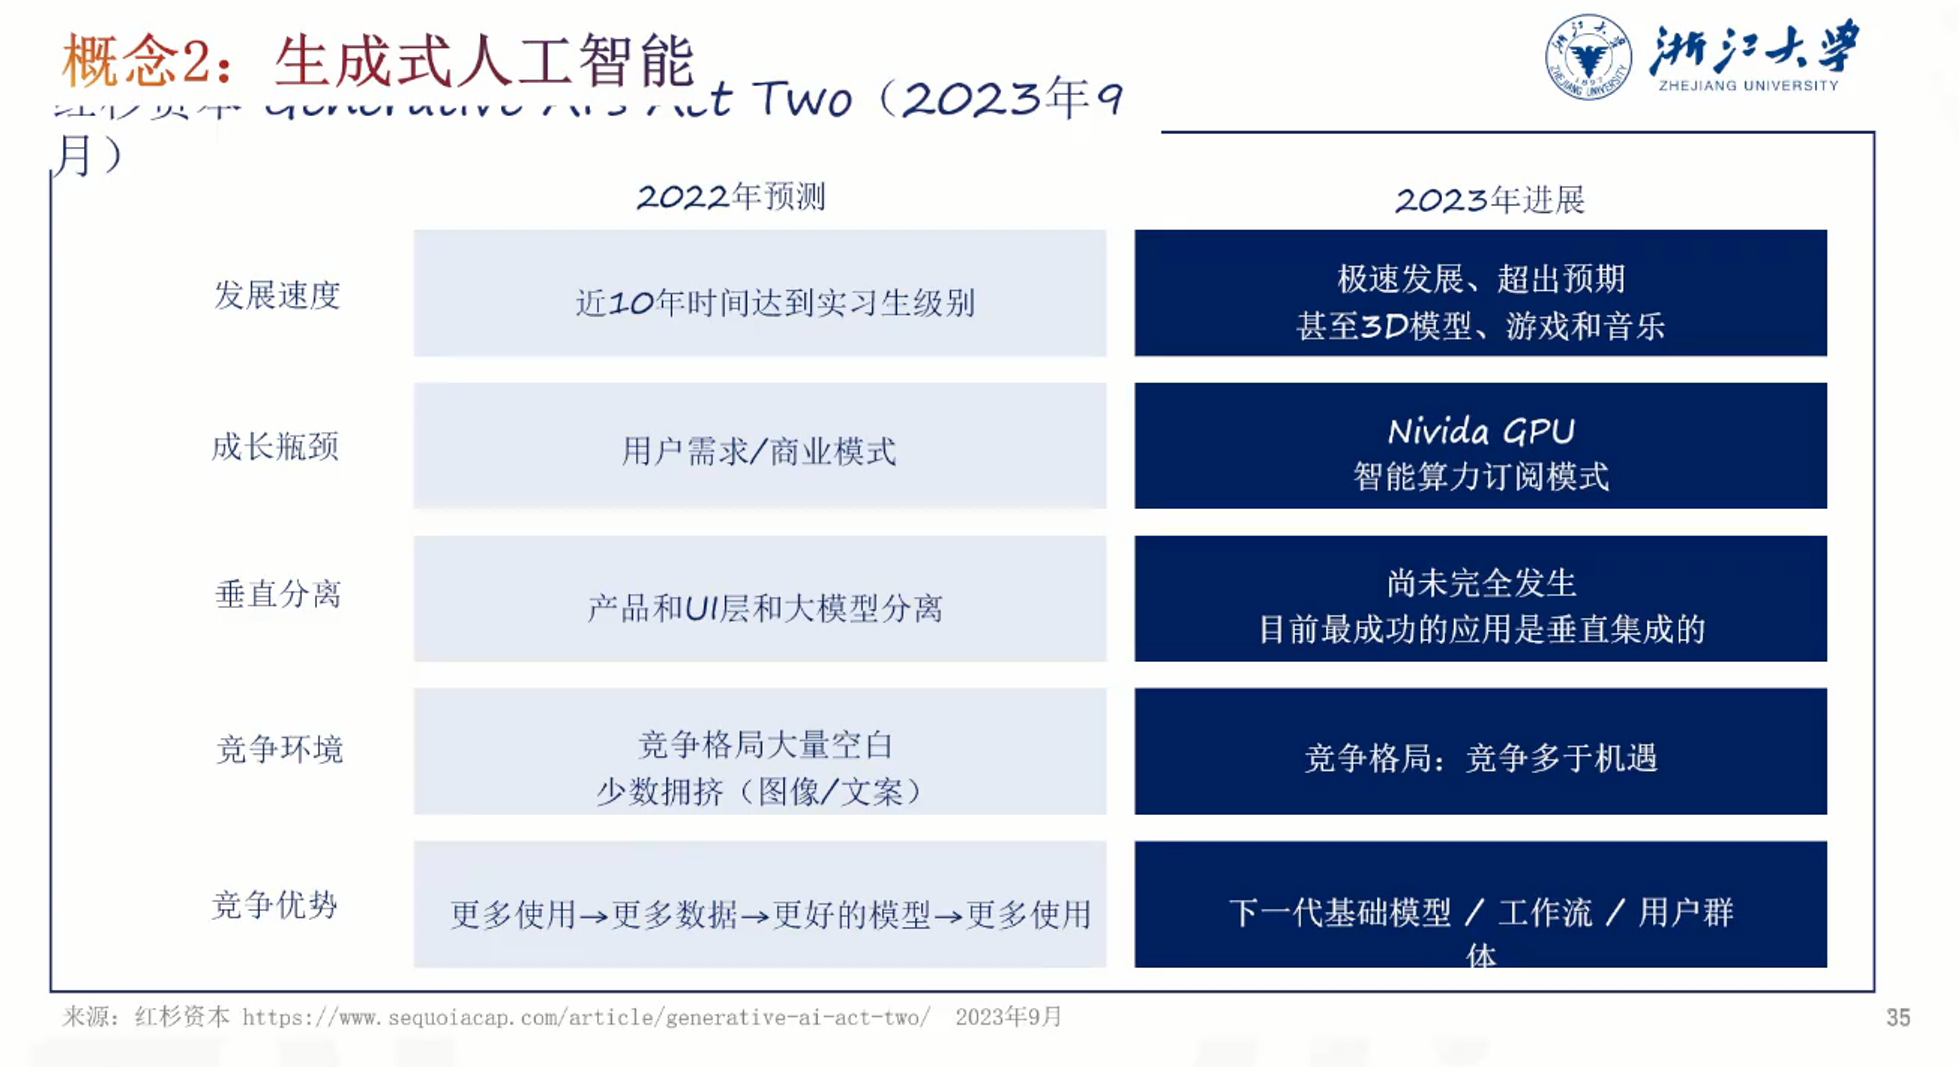 概念2：生成式人工智能
浙江大学
ZHEJIANG UNIVERSITY
红杉资本 Generative AI's Act Two（2023年9
月）
2022年预测
2023年进展
发展速度
近10年时间达到实习生级别
极速发展、超出预期
甚至3D模型、游戏和音乐
成长瓶颈
用户需求/商业模式
Nivida GPU
智能算力订阅模式
垂直分离
产品和UI层和大模型分离
尚未完全发生
目前最成功的应用是垂直集成的
竞争环境
竞争格局大量空白
少数拥挤（图像/文案）
竞争格局：竞争多于机遇
竞争优势
更多使用→更多数据→更好的模型→更多使用
下一代基础模型 / 工作流 / 用户群
体
来源：红杉资本 https://www.sequoiacap.com/article/generative-ai-act-two/ 2023年9月
35